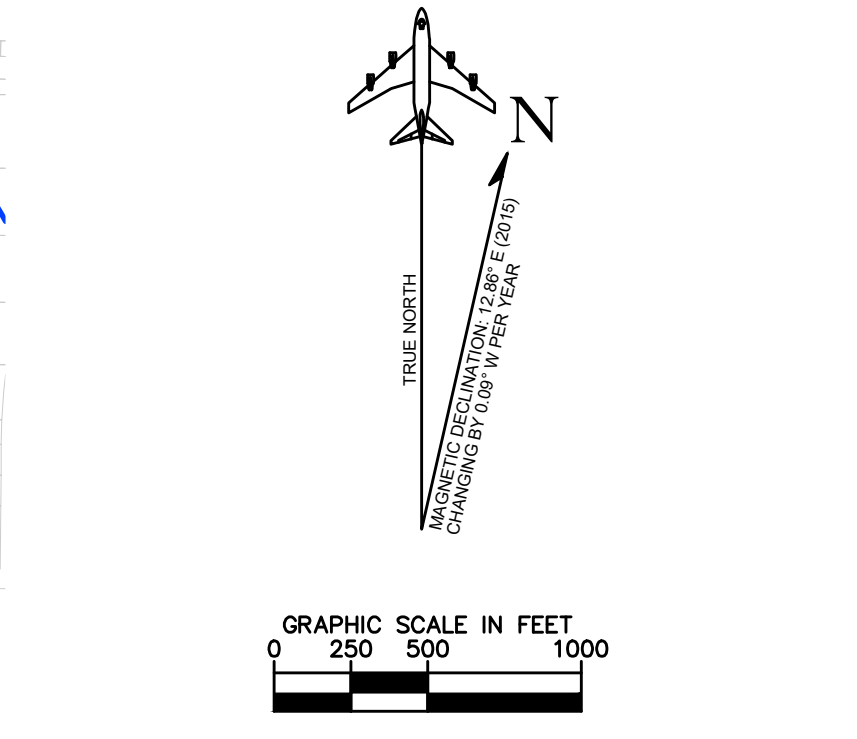 N
TRUE NORTH
MAGNETIC DECLINATION: 12.86° E (2015)
CHANGING BY 0.09° W PER YEAR
GRAPHIC SCALE IN FEET
0 250 500 1000